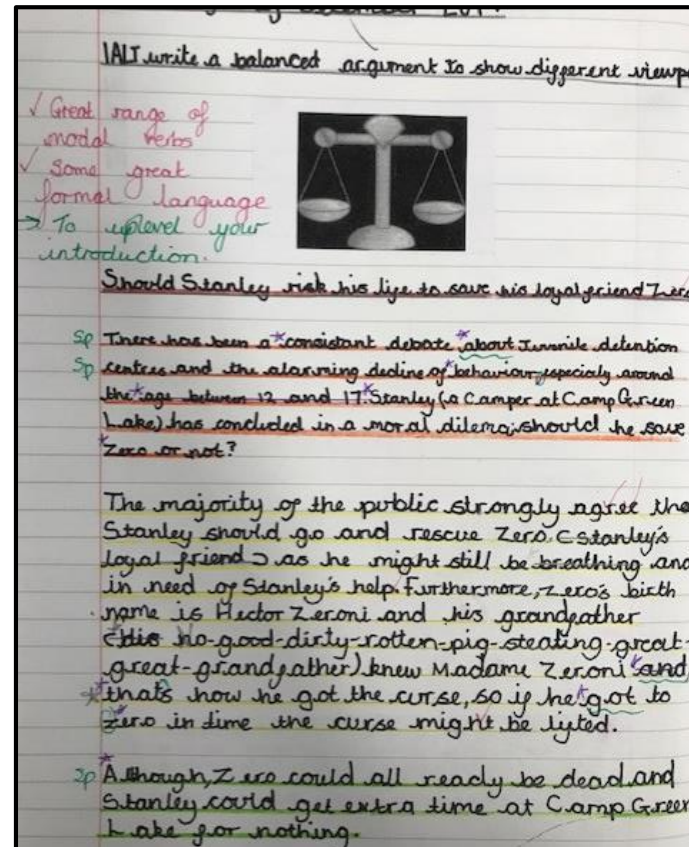 IALT write a balanced argument to show different viewp
✓ Great range of
modal verbs
✓ Some great
formal language
→ To uplevel your
introduction.
Should Stanley risk his life to save his loyal friend Zero
Sp There has been a consistant debate about Juvenile detention
Sp centres and the alarming decline of behaviour, especialy around
the age between 12 and 17. Stanley (a Camper at Camp Green
Lake) has concluded in a moral dilema; should he save
Zero or not?
The majority of the public strongly agree tha
Stanley should go and rescue Zero (Stanley's
loyal friend) as he might still be breathing and
in need of Stanley's help. Furthermore, Zero's birth
name is Hector Zeroni and his grandfather
(his no-good-dirty-rotten-pig-stealing-great-
great-grandfather) knew Madame Zeroni and
that's how he got the curse, so if he got to
Zero in time the curse might be lifted.
Sp Although, Zero could all ready be dead and
Stanley could get extra time at Camp Green
Lake for nothing.